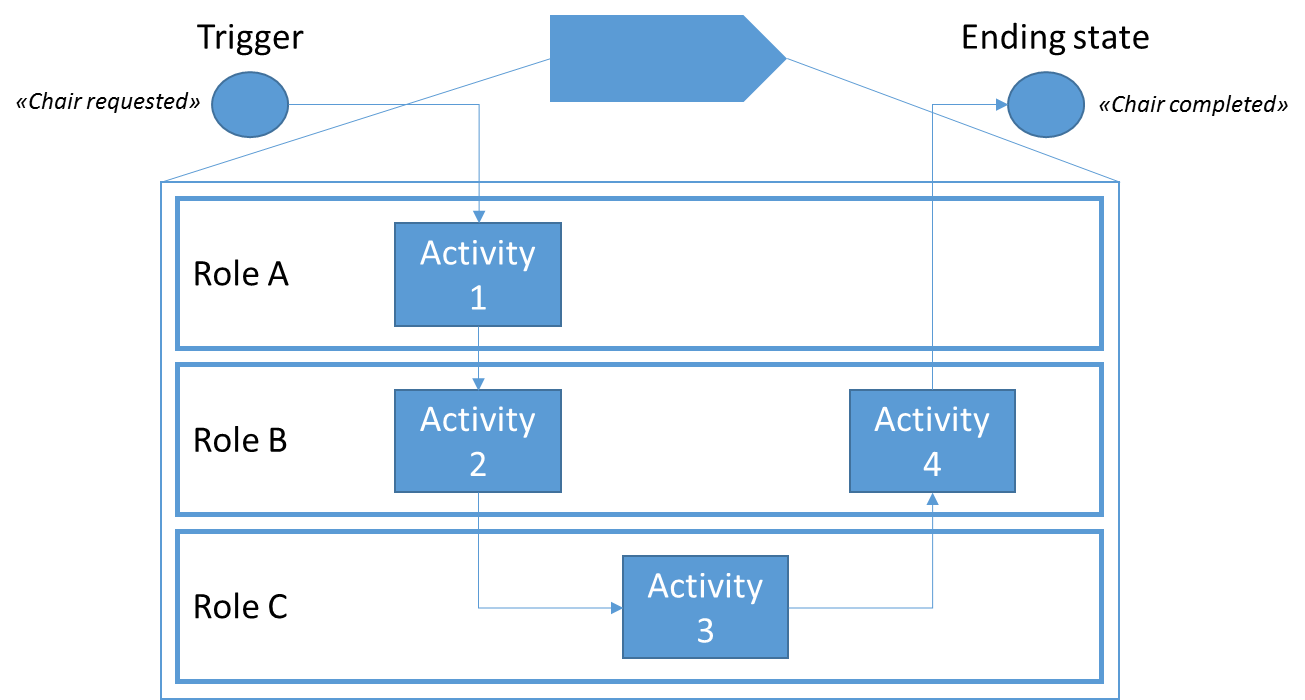 Trigger
Ending state
«Chair requested»
«Chair completed»
Role A
Activity
1
Role B
Activity
2
Activity
4
Role C
Activity
3